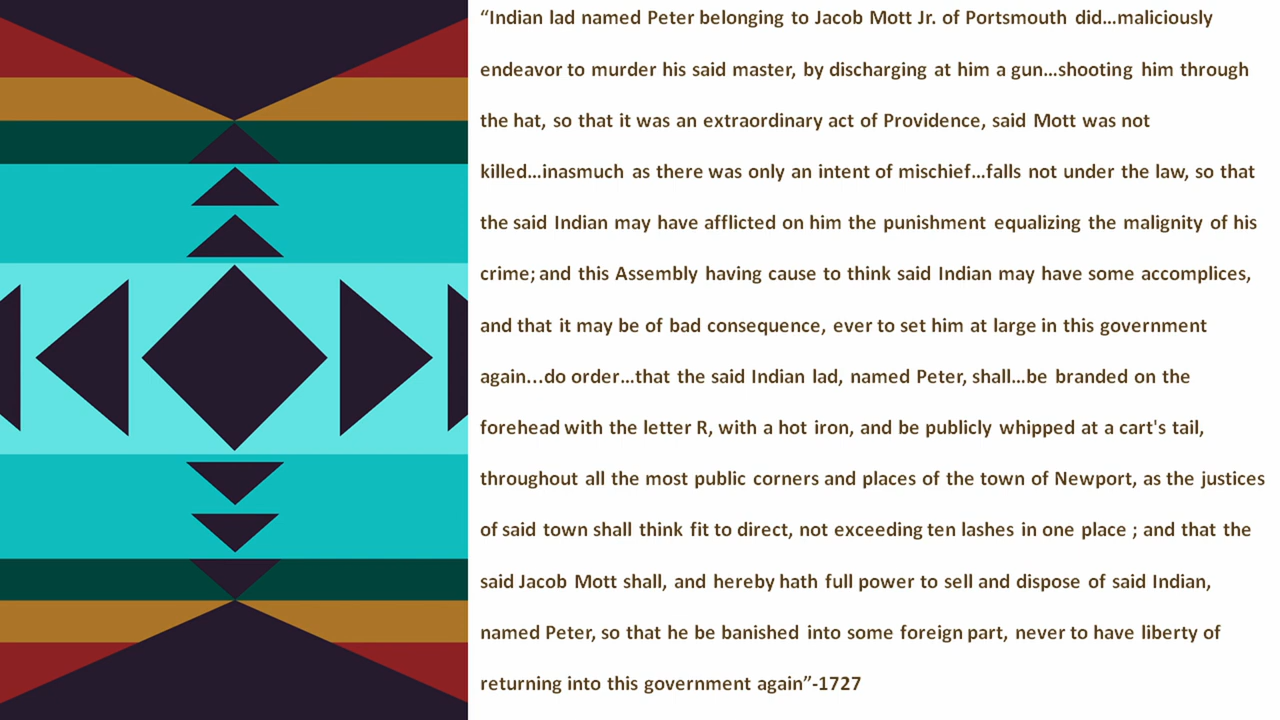 “Indian lad named Peter belonging to Jacob Mott Jr. of Portsmouth did…maliciously
endeavor to murder his said master, by discharging at him a gun…shooting him through
the hat, so that it was an extraordinary act of Providence, said Mott was not
killed…inasmuch as there was only an intent of mischief…falls not under the law, so that
the said Indian may have afflicted on him the punishment equalizing the malignity of his
crime; and this Assembly having cause to think said Indian may have some accomplices,
and that it may be of bad consequence, ever to set him at large in this government
again...do order…that the said Indian lad, named Peter, shall…be branded on the
forehead with the letter R, with a hot iron, and be publicly whipped at a cart's tail,
throughout all the most public corners and places of the town of Newport, as the justices
of said town shall think fit to direct, not exceeding ten lashes in one place ; and that the
said Jacob Mott shall, and hereby hath full power to sell and dispose of said Indian,
named Peter, so that he be banished into some foreign part, never to have liberty of
returning into this government again”-1727